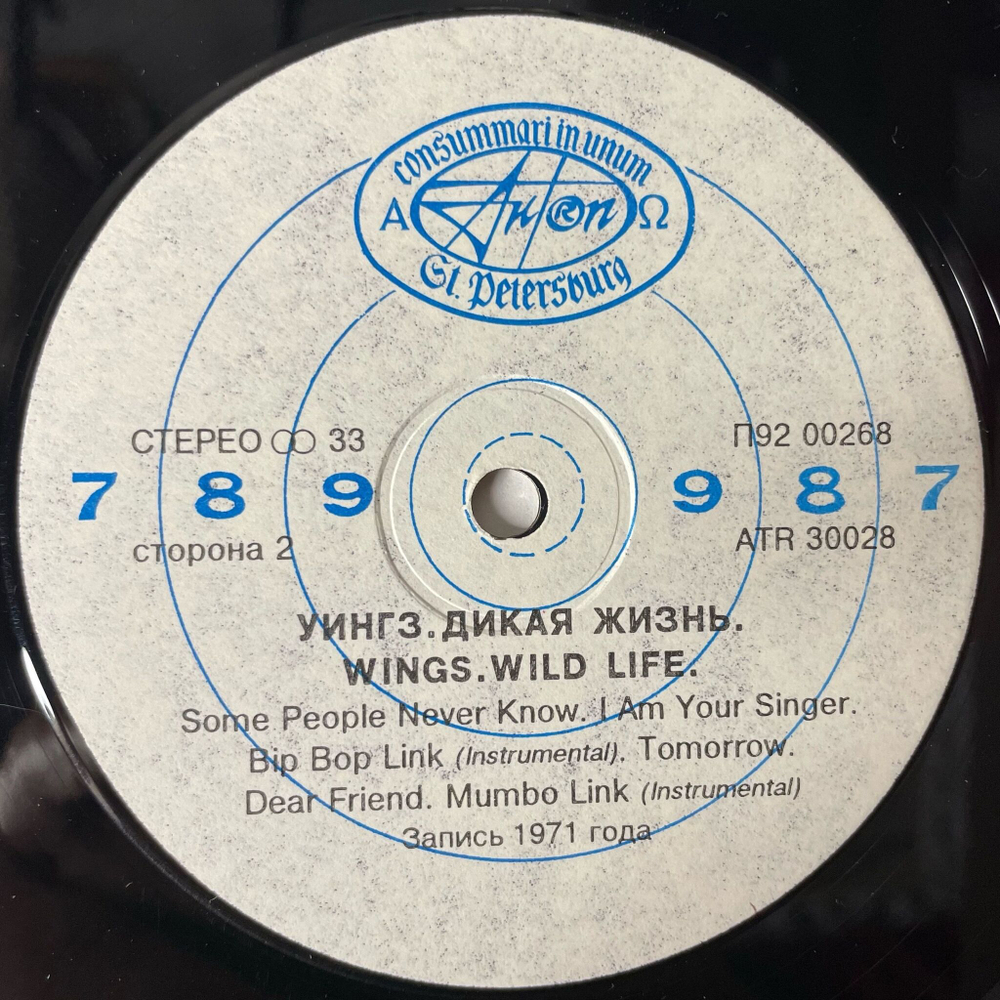 consummari in unum
Α АнТроп Ω
St. Petersburg
СТЕРЕО 33
П92 00268
7 8 9 9 8 7
сторона 2
ATR 30028
УИНГЗ.ДИКАЯ ЖИЗНЬ.
WINGS.WILD LIFE.
Some People Never Know. I Am Your Singer.
Bip Bop Link (Instrumental). Tomorrow.
Dear Friend. Mumbo Link (Instrumental)
Запись 1971 года